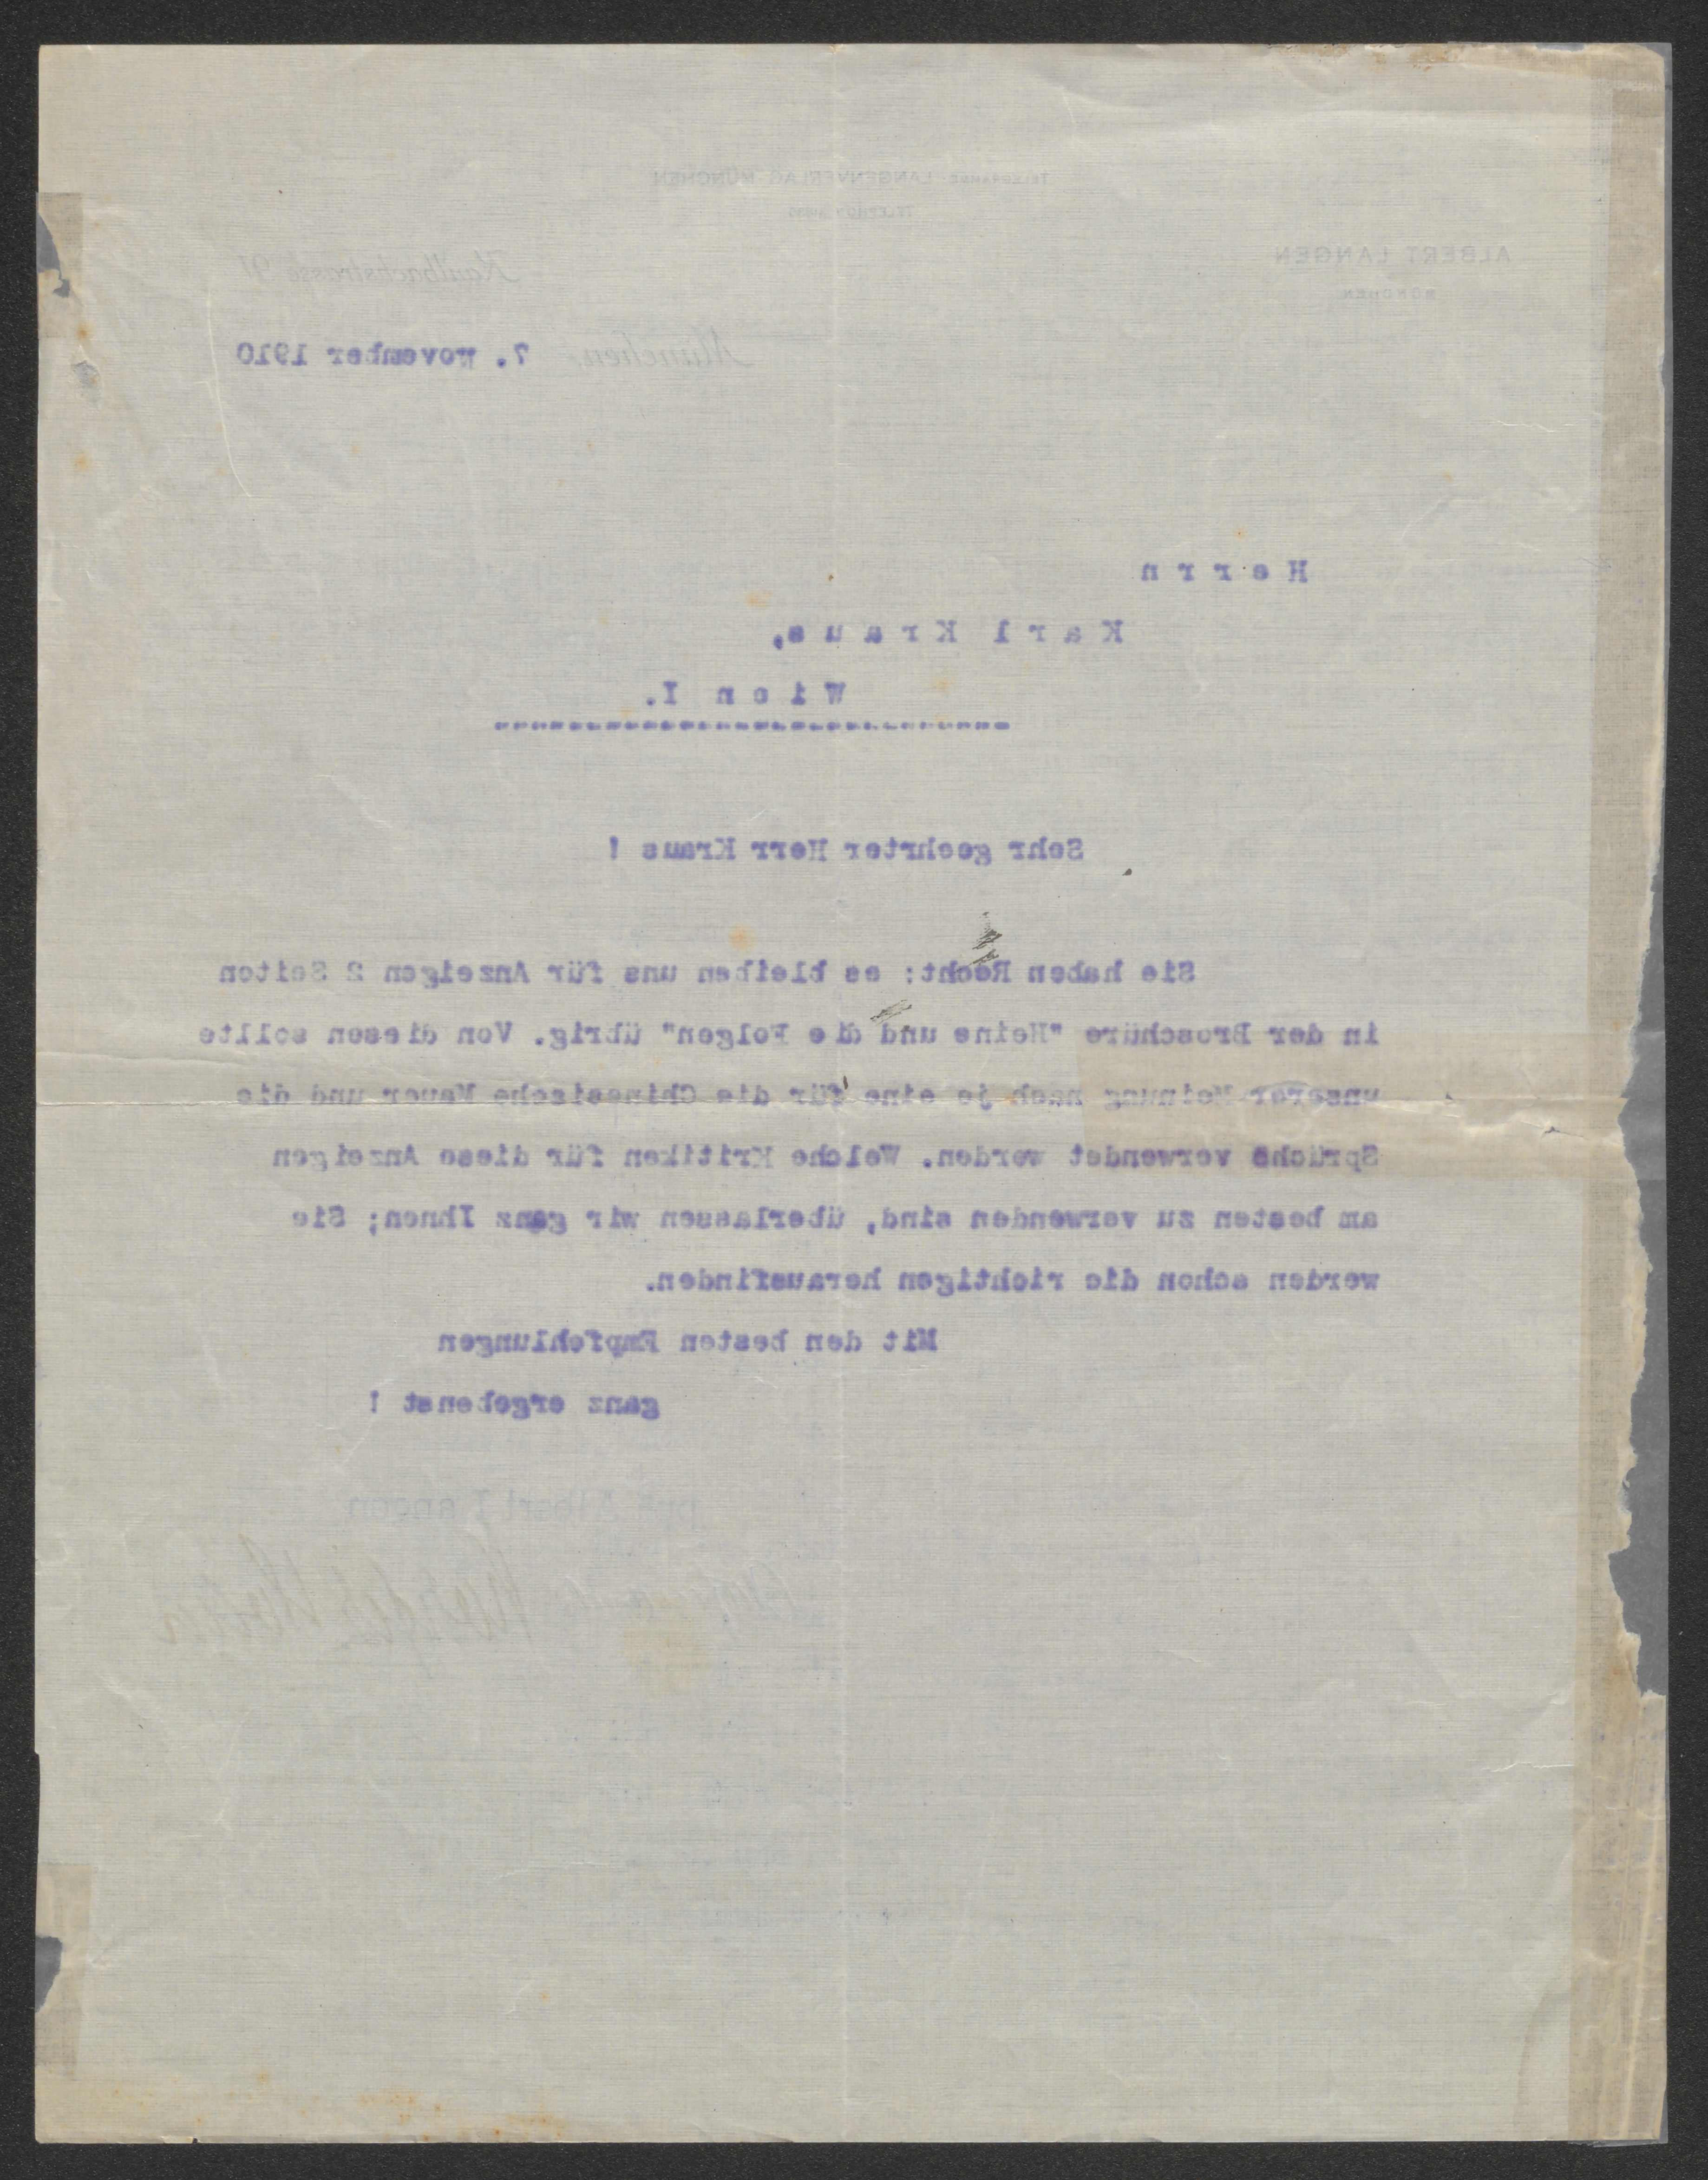 TELEGRAMME: LANGENVERLAG MÜNCHEN
ALBERT LANGEN
MÜNCHEN
Kaulbachstrasse 91
München, 7. November 1910
Herrn
Karl Kraus,
Wien I.
Sehr geehrter Herr Kraus !
Sie haben Recht: es bleiben uns für Anzeigen 2 Seiten
in der Broschüre "Heine und die Folgen" übrig. Von diesen sollte
unserer Meinung nach je eine für die Chinesische Mauer und die
Sprüche verwendet werden. Welche Kritiken für diese Anzeigen
am besten zu verwenden sind, überlassen wir ganz Ihnen; Sie
werden schon die richtigen herausfinden.
Mit den besten Empfehlungen
ganz ergebenst !
ppa Albert Langen